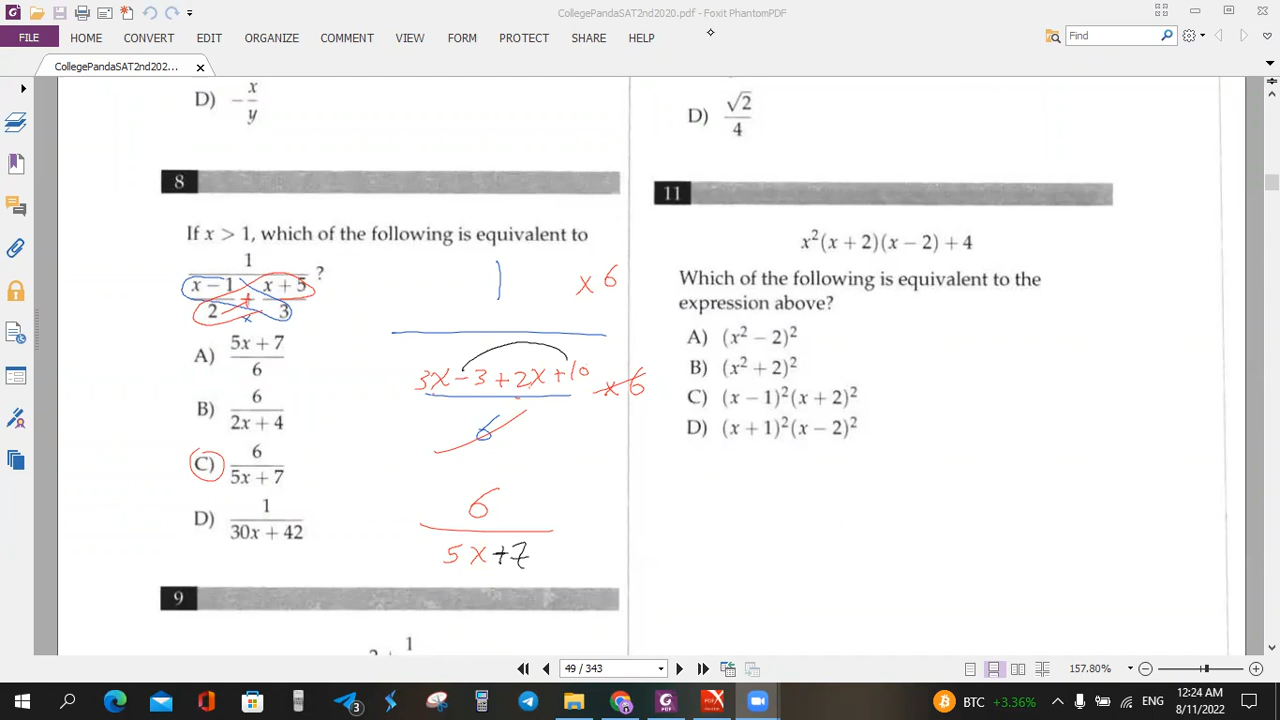 CollegePandaSAT2nd2020.pdf - Foxit PhantomPDF
FILE HOME CONVERT EDIT ORGANIZE COMMENT VIEW FORM PROTECT SHARE HELP
Find
CollegePandaSAT2nd202...
D) -x/y
8
If x > 1, which of the following is equivalent to
1/((x - 1)/2 + (x + 5)/3)?
A) (5x + 7)/6
B) 6/(2x + 4)
C) 6/(5x + 7)
D) 1/(30x + 42)
+
x
1 x 6
3x - 3 + 2x + 10 x 6
6
6
5x + 7
9
2 + 1
D) √2/4
11
x²(x + 2)(x - 2) + 4
Which of the following is equivalent to the
expression above?
A) (x² - 2)²
B) (x² + 2)²
C) (x - 1)²(x + 2)²
D) (x + 1)²(x - 2)²
49 / 343
157.80%
3
BTC +3.36%
ENG
12:24 AM
8/11/2022